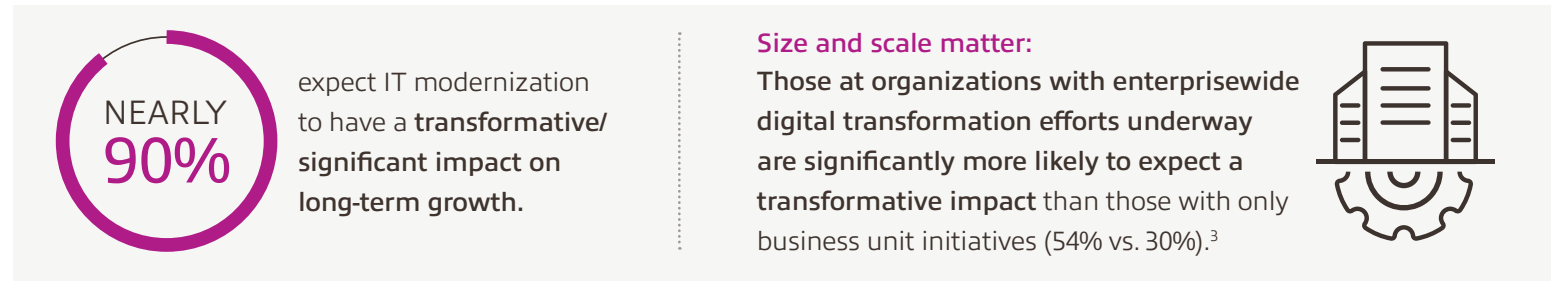 NEARLY
90%
expect IT modernization
to have a transformative/
significant impact on
long-term growth.
Size and scale matter:
Those at organizations with enterprisewide
digital transformation efforts underway
are significantly more likely to expect a
transformative impact than those with only
business unit initiatives (54% vs. 30%).³